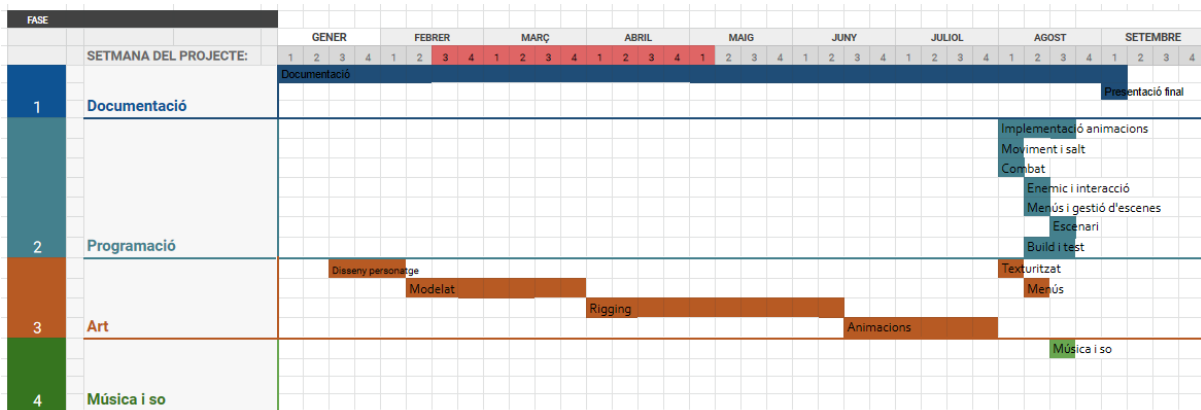 FASE
GENER FEBRER MARÇ ABRIL MAIG JUNY JULIOL AGOST SETEMBRE
SETMANA DEL PROJECTE: 1 2 3 4 1 2 3 4 1 2 3 4 1 2 3 4 1 2 3 4 1 2 3 4 1 2 3 4 1 2 3 4 1 2 3 4
Documentació
Presentació final
1 Documentació
Implementació animacions
Moviment i salt
Combat
Enemic i interacció
Menús i gestió d'escenes
Escenari
2 Programació Build i test
Disseny personatge Texturitzat
Modelat Menús
Rigging
3 Art Animacions
Música i so
4 Música i so